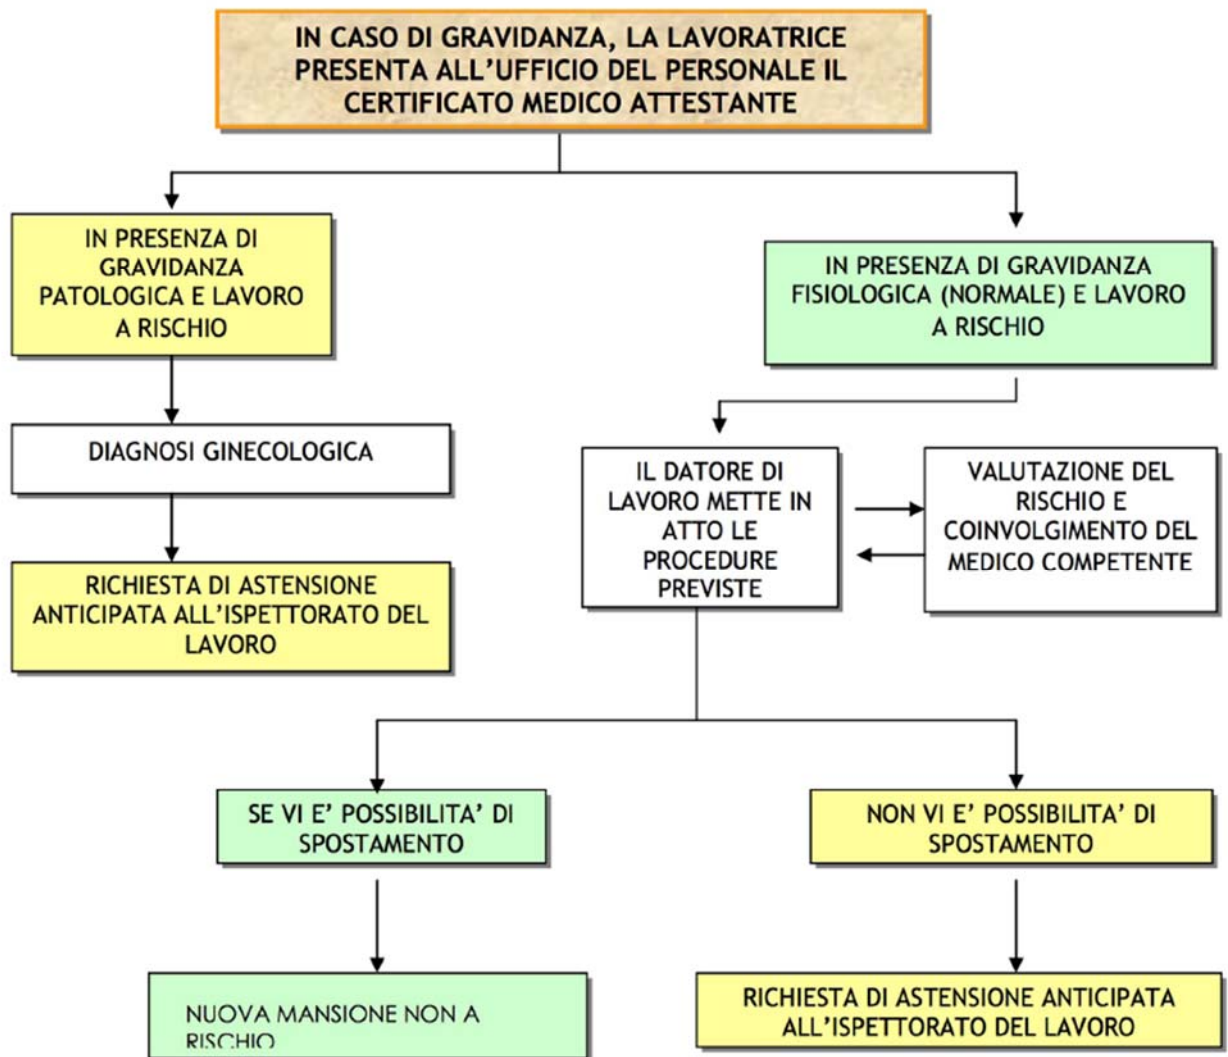 IN CASO DI GRAVIDANZA, LA LAVORATRICE
PRESENTA ALL'UFFICIO DEL PERSONALE IL
CERTIFICATO MEDICO ATTESTANTE
IN PRESENZA DI
GRAVIDANZA
PATOLOGICA E LAVORO
A RISCHIO
IN PRESENZA DI GRAVIDANZA
FISIOLOGICA (NORMALE) E LAVORO
A RISCHIO
DIAGNOSI GINECOLOGICA
IL DATORE DI
LAVORO METTE IN
ATTO LE
PROCEDURE
PREVISTE
VALUTAZIONE DEL
RISCHIO E
COINVOLGIMENTO DEL
MEDICO COMPETENTE
RICHIESTA DI ASTENSIONE
ANTICIPATA ALL'ISPETTORATO DEL
LAVORO
SE VI E' POSSIBILITA' DI
SPOSTAMENTO
NON VI E' POSSIBILITA' DI
SPOSTAMENTO
NUOVA MANSIONE NON A
RISCHIO
RICHIESTA DI ASTENSIONE ANTICIPATA
ALL'ISPETTORATO DEL LAVORO